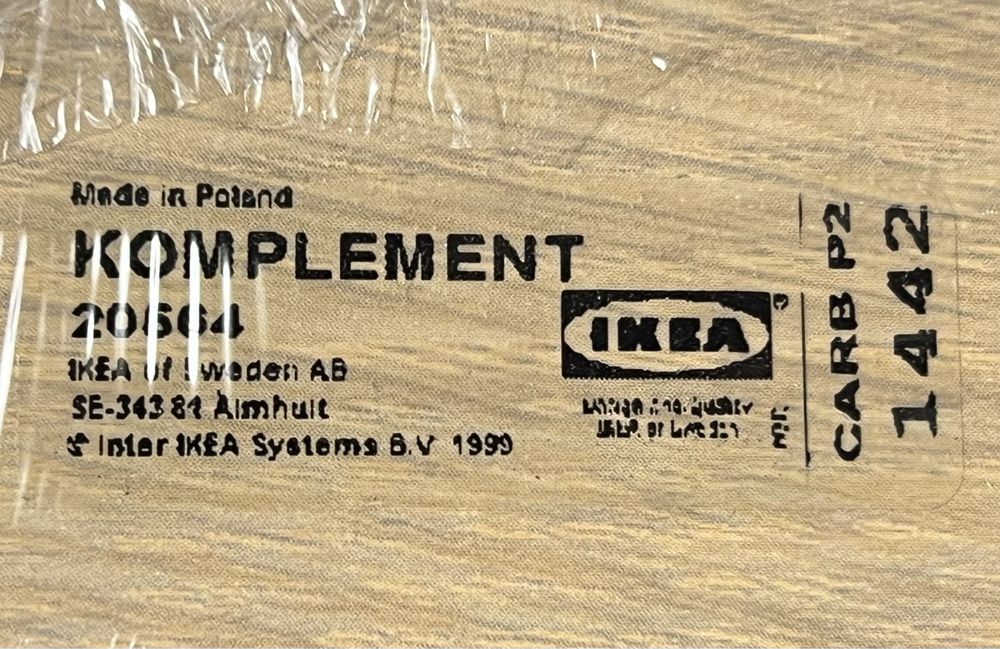 Made in Poland
KOMPLEMENT
20664
IKEA of Sweden AB
SE-343 81 Älmhult
© Inter IKEA Systems B.V. 1999
IKEA
CARB P2
1442